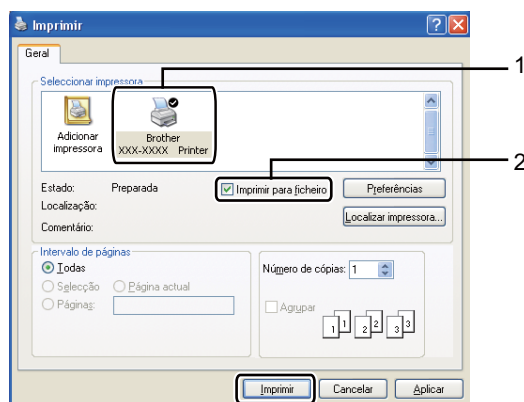 Imprimir
Geral
Seleccionar impressora
1
Adicionar impressora
Brother XXX-XXXX Printer
2
Estado: Preparada
Imprimir para ficheiro
Preferências
Localização:
Localizar impressora...
Comentário:
Intervalo de páginas
Todas
Número de cópias: 1
Selecção Página actual
Páginas:
Agrupar
1 1 2 2 3 3
Imprimir Cancelar Aplicar